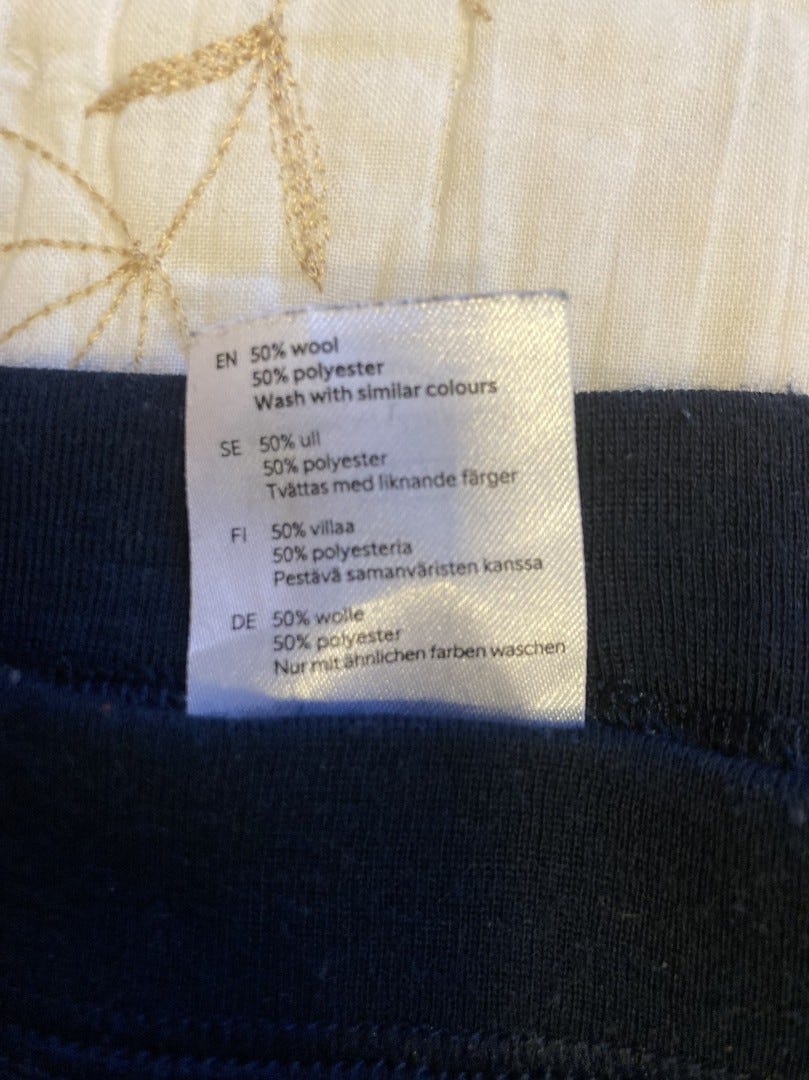 EN 50% wool
50% polyester
Wash with similar colours
SE 50% ull
50% polyester
Tvättas med liknande färger
FI 50% villaa
50% polyesteria
Pestävä samanväristen kanssa
DE 50% wolle
50% polyester
Nur mit ähnlichen farben waschen